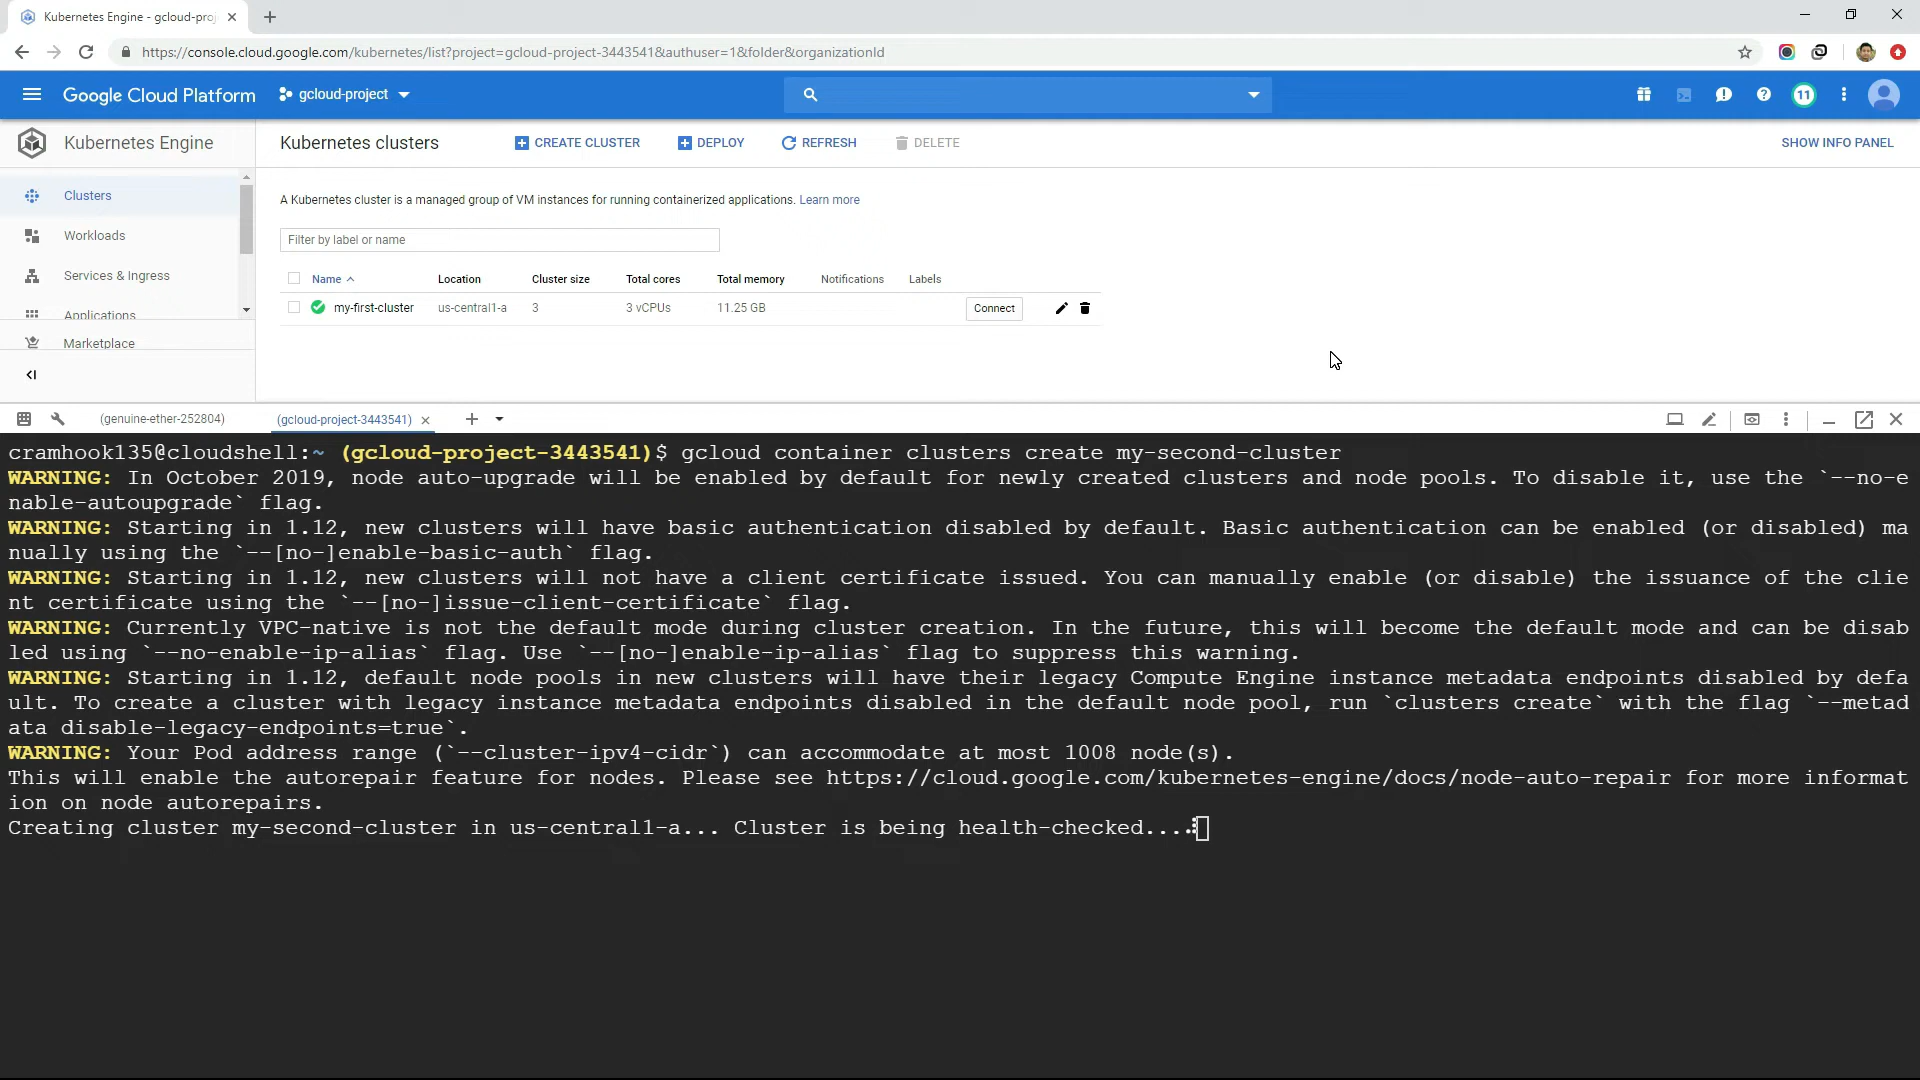 Kubernetes Engine - gcloud-proj
https://console.cloud.google.com/kubernetes/list?project=gcloud-project-3443541&authuser=1&folder&organizationId
Google Cloud Platform
gcloud-project
11
Kubernetes Engine
Kubernetes clusters
CREATE CLUSTER
DEPLOY
REFRESH
DELETE
SHOW INFO PANEL
Clusters
Workloads
Services & Ingress
Applications
Marketplace
A Kubernetes cluster is a managed group of VM instances for running containerized applications. Learn more
Filter by label or name
Name Location Cluster size Total cores Total memory Notifications Labels
my-first-cluster us-central1-a 3 3 vCPUs 11.25 GB Connect
(genuine-ether-252804) (gcloud-project-3443541)
cramhook135@cloudshell:~ (gcloud-project-3443541)$ gcloud container clusters create my-second-cluster
WARNING: In October 2019, node auto-upgrade will be enabled by default for newly created clusters and node pools. To disable it, use the `--no-e
nable-autoupgrade` flag.
WARNING: Starting in 1.12, new clusters will have basic authentication disabled by default. Basic authentication can be enabled (or disabled) ma
nually using the `--[no-]enable-basic-auth` flag.
WARNING: Starting in 1.12, new clusters will not have a client certificate issued. You can manually enable (or disable) the issuance of the clie
nt certificate using the `--[no-]issue-client-certificate` flag.
WARNING: Currently VPC-native is not the default mode during cluster creation. In the future, this will become the default mode and can be disab
led using `--no-enable-ip-alias` flag. Use `--[no-]enable-ip-alias` flag to suppress this warning.
WARNING: Starting in 1.12, default node pools in new clusters will have their legacy Compute Engine instance metadata endpoints disabled by defa
ult. To create a cluster with legacy instance metadata endpoints disabled in the default node pool, run `clusters create` with the flag `--metad
ata disable-legacy-endpoints=true`.
WARNING: Your Pod address range (`--cluster-ipv4-cidr`) can accommodate at most 1008 node(s).
This will enable the autorepair feature for nodes. Please see https://cloud.google.com/kubernetes-engine/docs/node-auto-repair for more informat
ion on node autorepairs.
Creating cluster my-second-cluster in us-central1-a... Cluster is being health-checked...